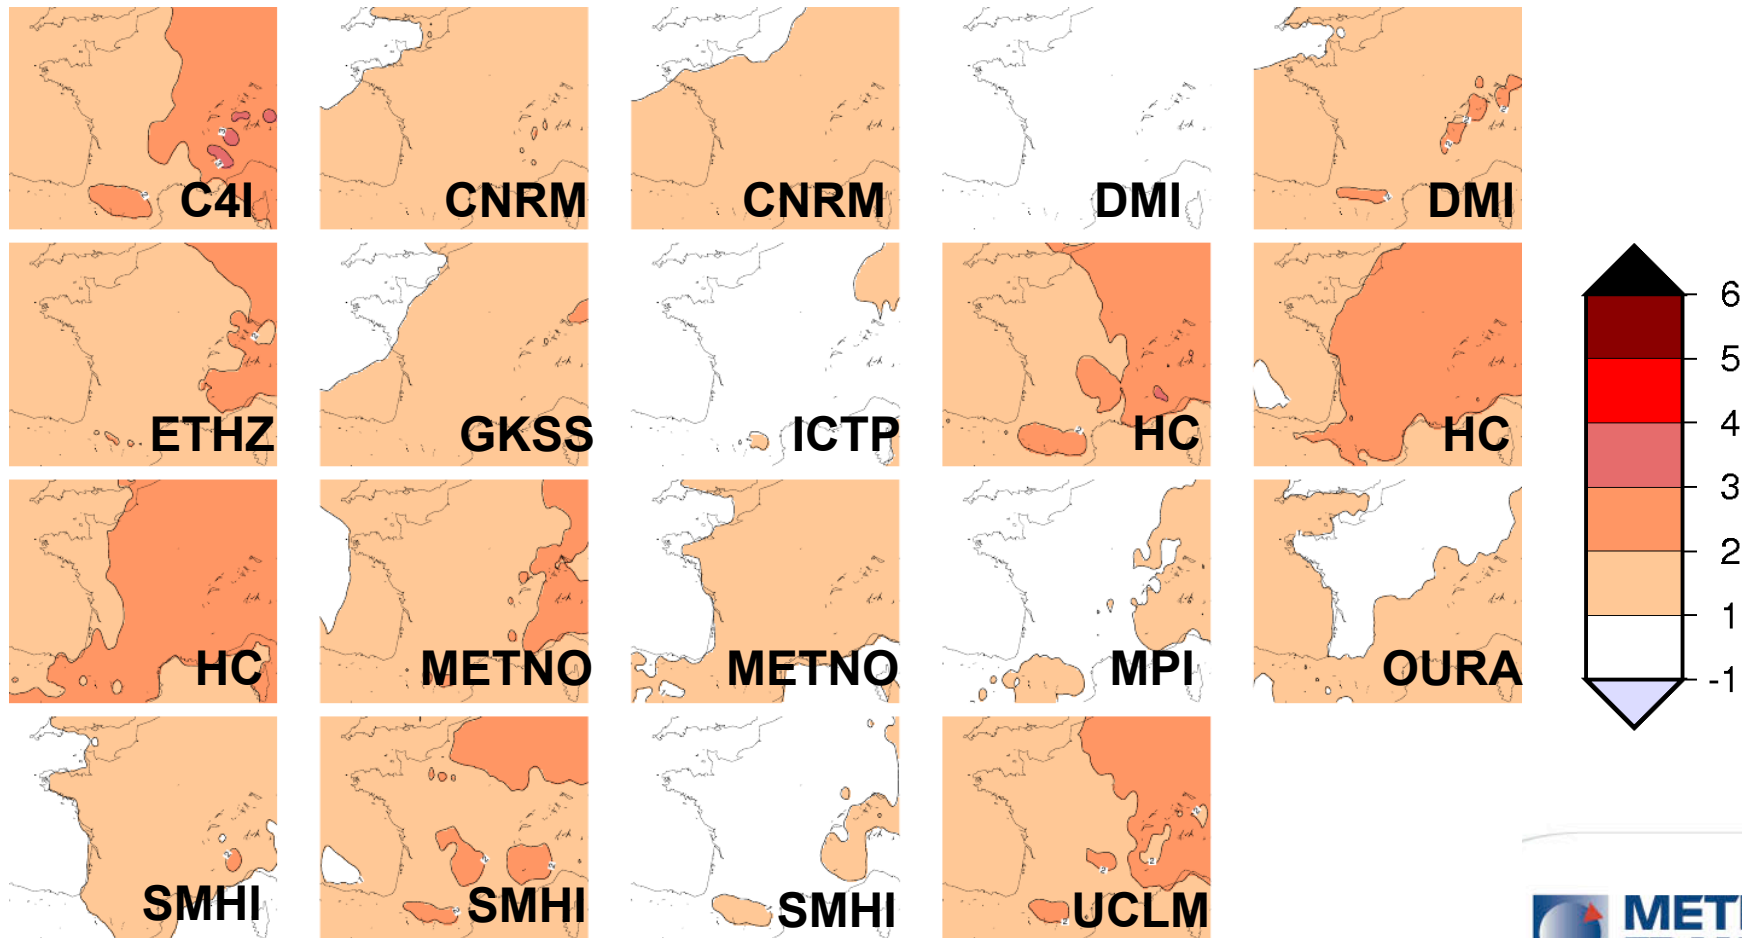 C4I
CNRM
CNRM
DMI
DMI
ETHZ
GKSS
ICTP
HC
HC
6
5
4
3
2
1
-1
HC
METNO
METNO
MPI
OURA
SMHI
SMHI
SMHI
UCLM